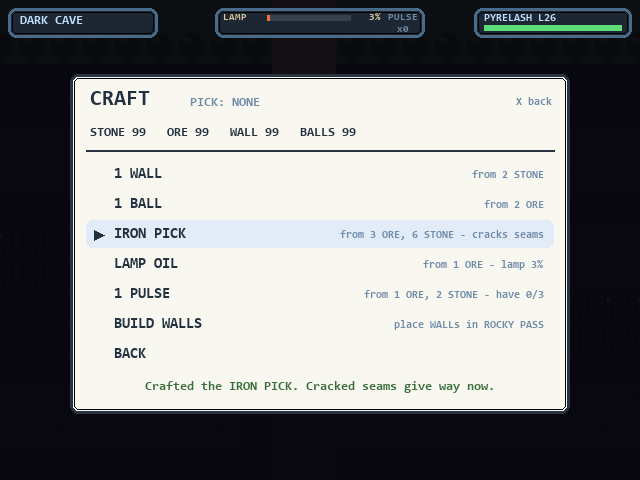 DARK CAVE
LAMP 3% PULSE
x0
PYRELASH L26
CRAFT PICK: NONE X back
STONE 99 ORE 99 WALL 99 BALLS 99
1 WALL from 2 STONE
1 BALL from 2 ORE
▶ IRON PICK from 3 ORE, 6 STONE - cracks seams
LAMP OIL from 1 ORE - lamp 3%
1 PULSE from 1 ORE, 2 STONE - have 0/3
BUILD WALLS place WALLs in ROCKY PASS
BACK
Crafted the IRON PICK. Cracked seams give way now.